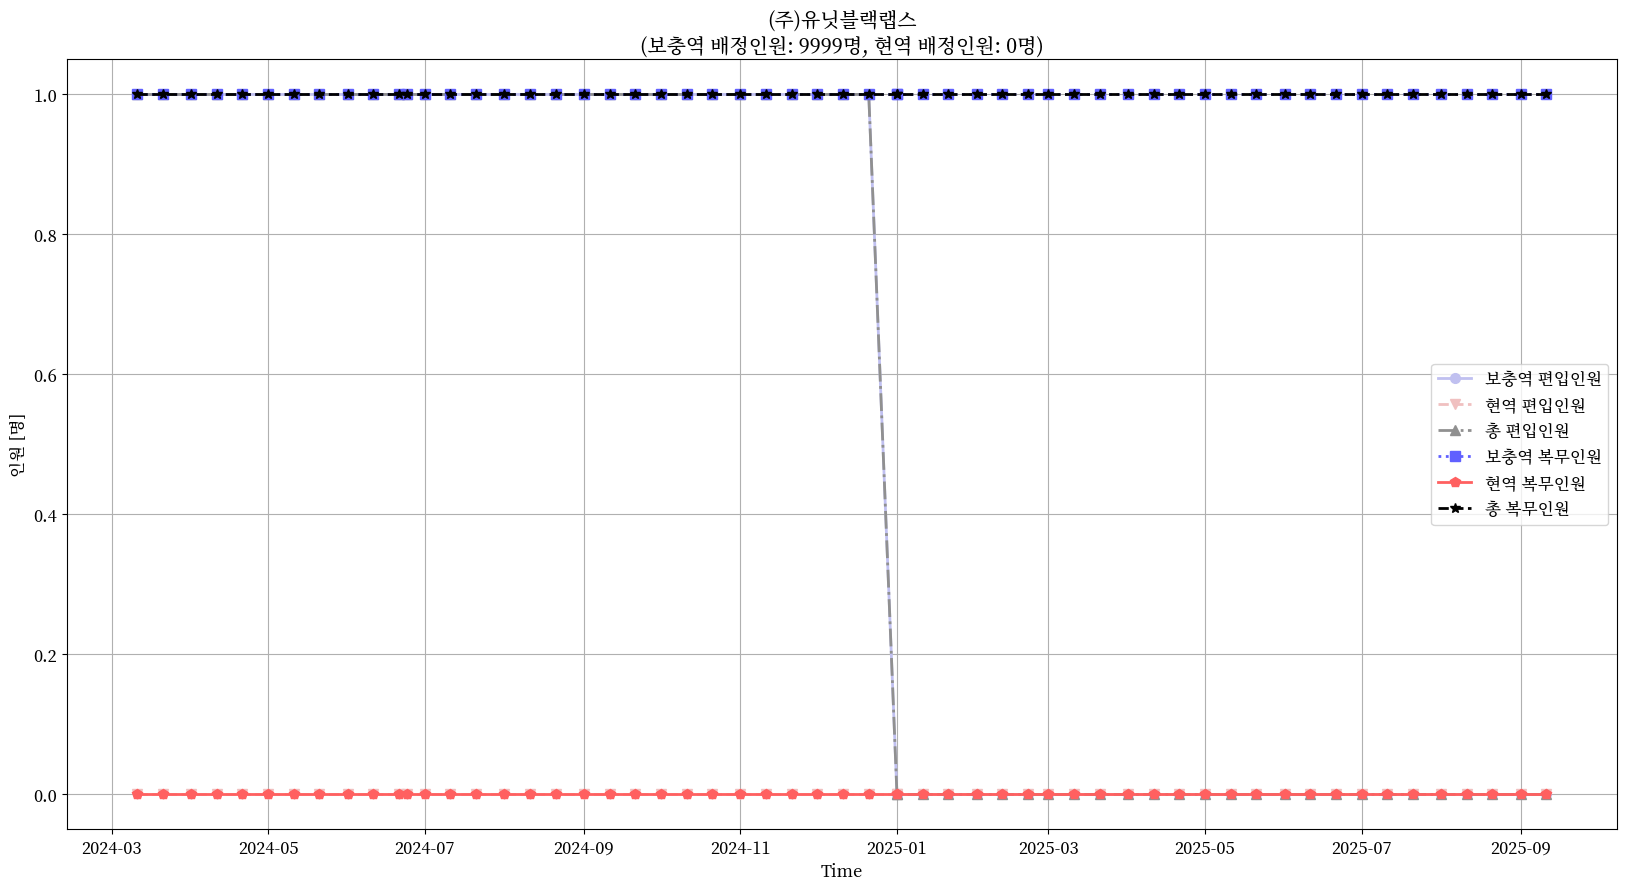 (주)유닛블랙랩스
(보충역 배정인원: 9999명, 현역 배정인원: 0명)
인원 [명]
1.0
0.8
0.6
0.4
0.2
0.0
보충역 편입인원
현역 편입인원
총 편입인원
보충역 복무인원
현역 복무인원
총 복무인원
2024-03 2024-05 2024-07 2024-09 2024-11 2025-01 2025-03 2025-05 2025-07 2025-09
Time